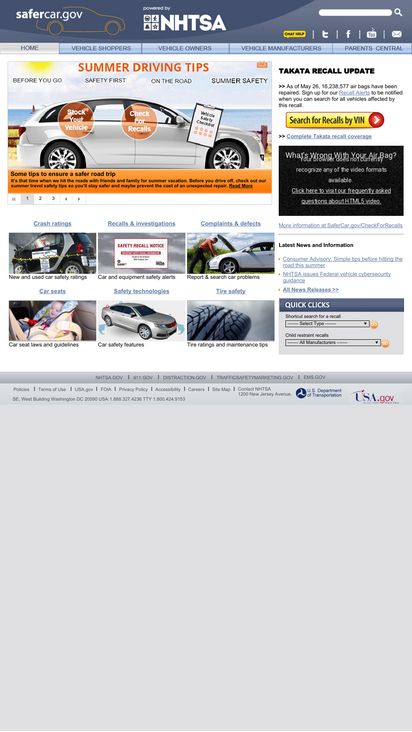 safercar.gov
powered by
NHTSA
CHAT HELP
HOME
VEHICLE SHOPPERS
VEHICLE OWNERS
VEHICLE MANUFACTURERS
PARENTS CENTRAL
SUMMER DRIVING TIPS
BEFORE YOU GO
SAFETY FIRST
ON THE ROAD
SUMMER SAFETY
Stock
Your
Vehicle
Check
For
Recalls
Vehicle
Safety
Checklist
Some tips to ensure a safer road trip
It's that time when we hit the roads with friends and family for summer vacation. Before you drive off, check out our
summer travel safety tips so you'll stay safer and maybe prevent the cost of an unexpected repair. Read More
1 2 3
TAKATA RECALL UPDATE
>> As of May 26, 16,238,577 air bags have been
repaired. Sign up for our Recall Alerts to be notified
when you can search for all vehicles affected by
this recall.
Search for Recalls by VIN
>> Complete Takata recall coverage
What's Wrong With Your Air Bag?
recognize any of the video formats
available.
Click here to visit our frequently asked
questions about HTML5 video.
More information at SaferCar.gov/CheckForRecalls
Crash ratings
Recalls & investigations
Complaints & defects
SAFETY RECALL NOTICE
New and used car safety ratings
Car and equipment safety alerts
Report & search car problems
Car seats
Safety technologies
Tire safety
Car seat laws and guidelines
Car safety features
Tire ratings and maintenance tips
Latest News and Information
Consumer Advisory: Simple tips before hitting the
road this summer
NHTSA issues Federal vehicle cybersecurity
guidance
All News Releases >>
QUICK CLICKS
Shortcut search for a recall
------ Select Type ------
Child restraint recalls
--- All Manufacturers ------
NHTSA.GOV | 911.GOV | DISTRACTION.GOV | TRAFFICSAFETYMARKETING.GOV | EMS.GOV
Policies | Terms of Use | USA.gov | FOIA | Privacy Policy | Accessibility | Careers | Site Map | Contact NHTSA
1200 New Jersey Avenue,
SE, West Building Washington DC 20590 USA 1.888.327.4236 TTY 1.800.424.9153
U.S. Department
of Transportation
USA.gov